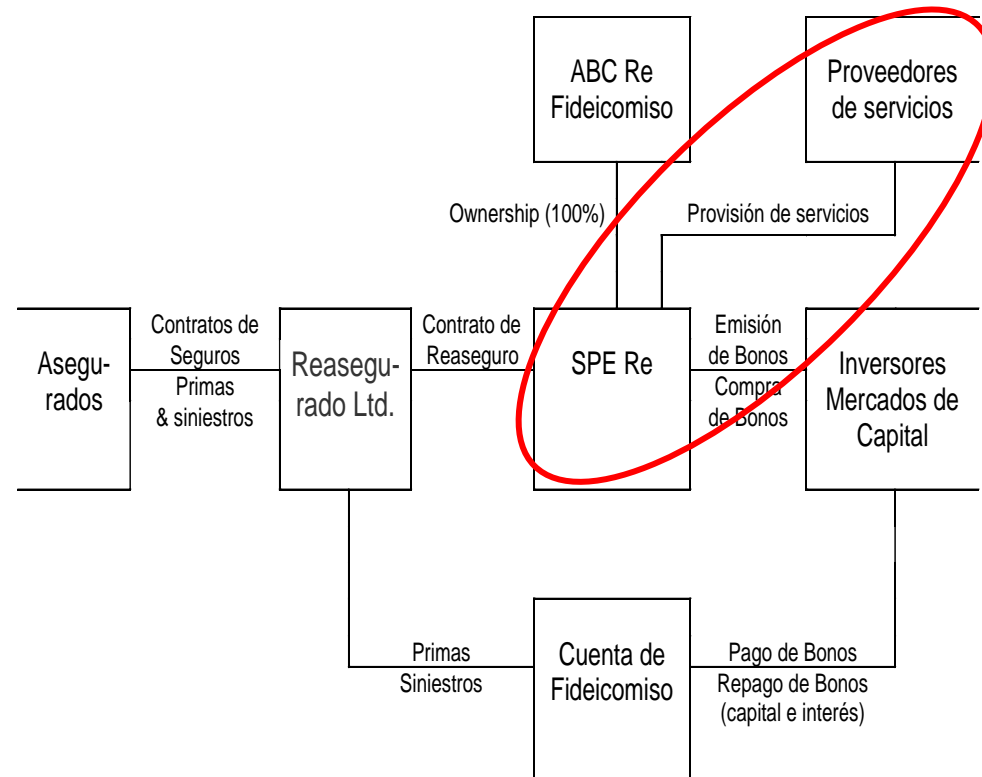 ABC Re
Fideicomiso
Proveedores
de servicios
Ownership (100%)
Provisión de servicios
Asegu-
rados
Contratos de
Seguros
Primas
& siniestros
Reasegu-
rado Ltd.
Contrato de
Reaseguro
SPE Re
Emisión
de Bonos
Compra
de Bonos
Inversores
Mercados de
Capital
Primas
Siniestros
Cuenta de
Fideicomiso
Pago de Bonos
Repago de Bonos
(capital e interés)